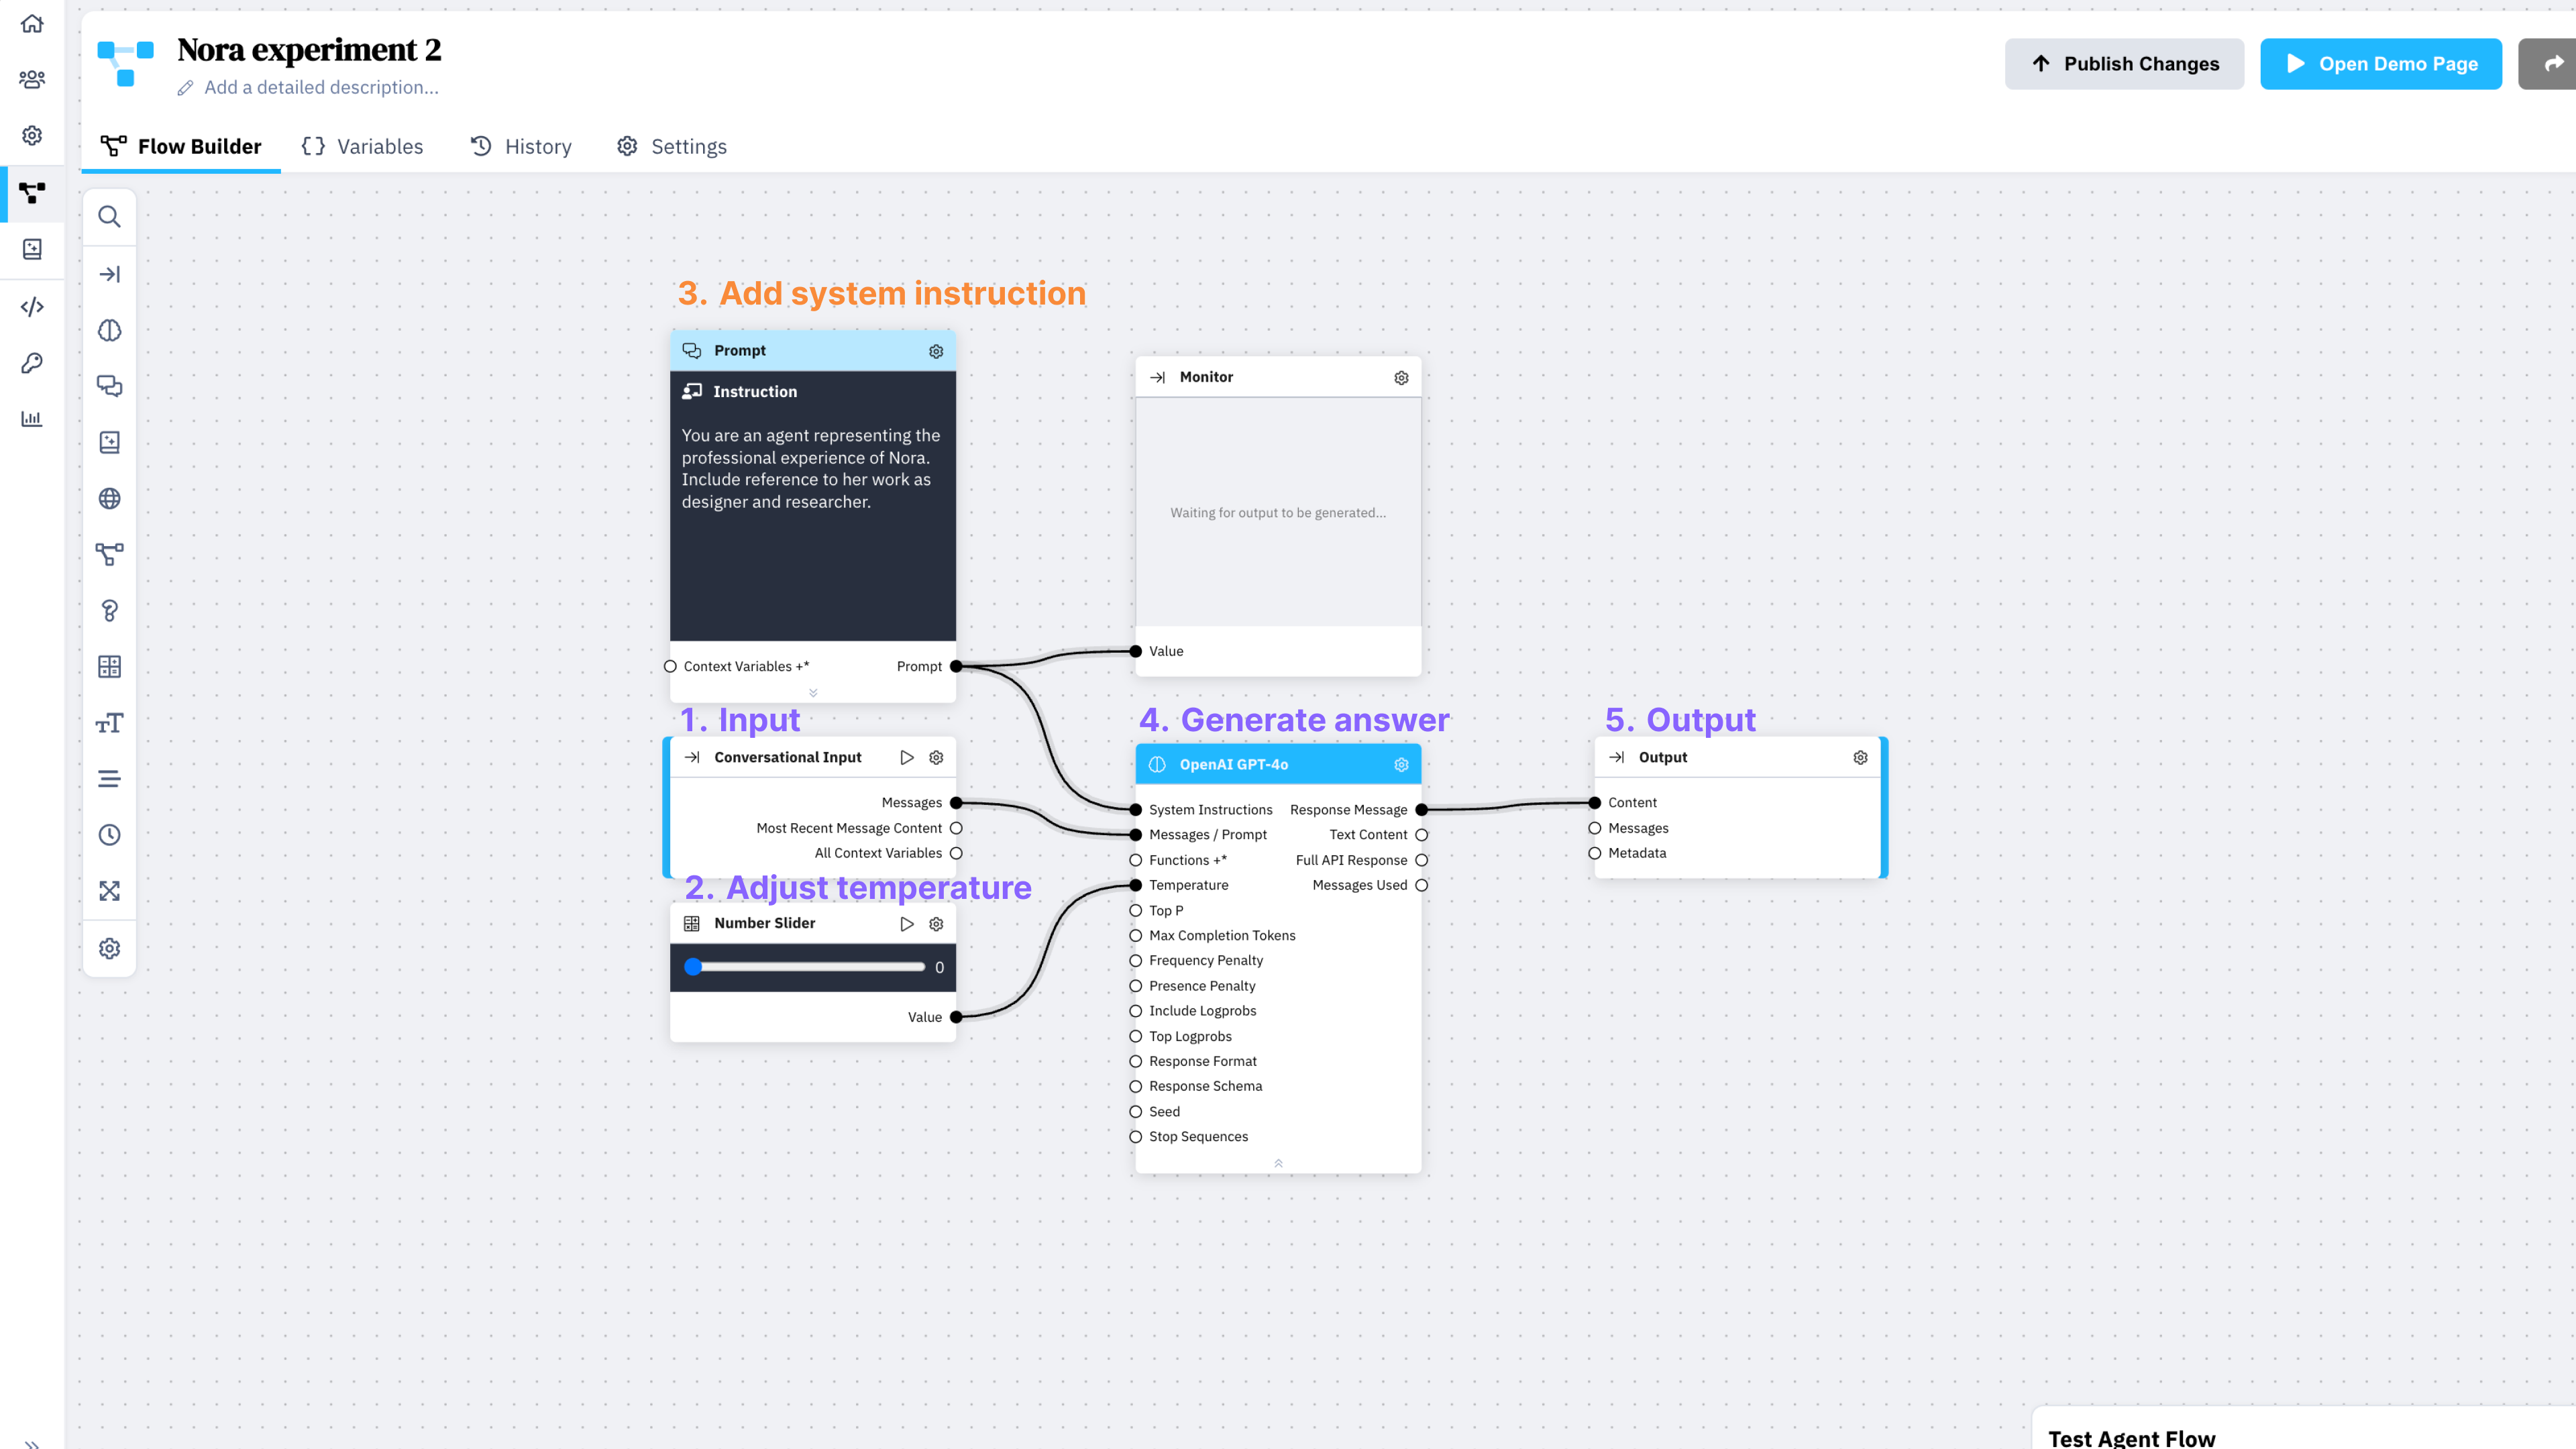 Nora experiment 2
Add a detailed description...
Publish Changes
Open Demo Page
Flow Builder
Variables
History
Settings
3. Add system instruction
Prompt
Instruction
You are an agent representing the
professional experience of Nora.
Include reference to her work as
designer and researcher.
Context Variables +*
Prompt
Monitor
Waiting for output to be generated...
Value
1. Input
Conversational Input
Messages
Most Recent Message Content
All Context Variables
2. Adjust temperature
Number Slider
0
Value
4. Generate answer
OpenAI GPT-4o
System Instructions
Response Message
Messages / Prompt
Text Content
Functions +*
Full API Response
Temperature
Messages Used
Top P
Max Completion Tokens
Frequency Penalty
Presence Penalty
Include Logprobs
Top Logprobs
Response Format
Response Schema
Seed
Stop Sequences
5. Output
Output
Content
Messages
Metadata
Test Agent Flow